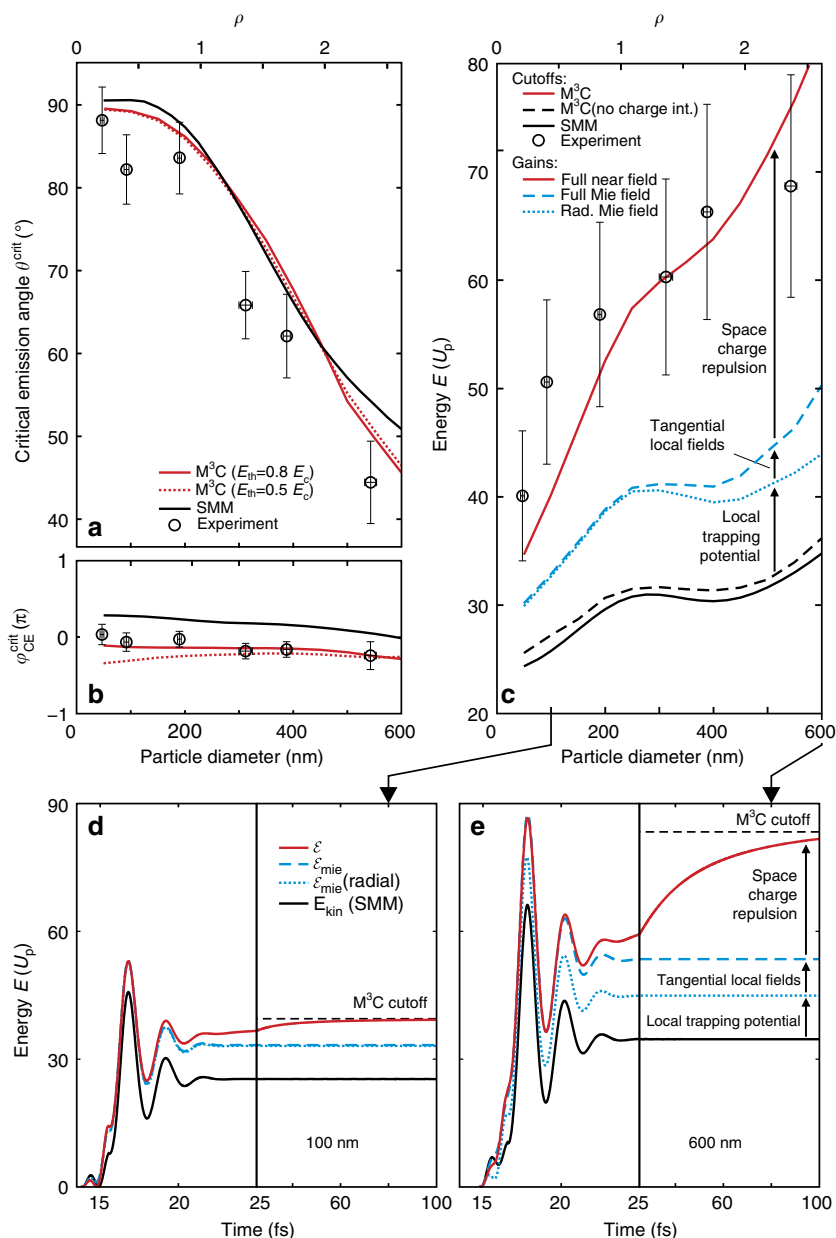 ρ
0 1 2
90
80
70
60
50
40
Critical emission angle θ^crit (°)
M³C (E_th=0.8 E_c)
M³C (E_th=0.5 E_c)
SMM
Experiment
a
1
0
−1
φ_CE^crit (π)
b
0 200 400 600
Particle diameter (nm)
ρ
0 1 2
80
70
60
50
40
30
20
Energy E (U_p)
Cutoffs:
M³C
M³C(no charge int.)
SMM
Experiment
Gains:
Full near field
Full Mie field
Rad. Mie field
Space
charge
repulsion
Tangential
local fields
Local
trapping
potential
c
0 200 400 600
Particle diameter (nm)
90
60
30
0
Energy E (U_p)
d
ℰ
ℰ_mie
ℰ_mie (radial)
E_kin (SMM)
M³C cutoff
100 nm
15 20 25 60 100
Time (fs)
e
M³C cutoff
Space
charge
repulsion
Tangential local fields
Local trapping potential
600 nm
15 20 25 60 100
Time (fs)